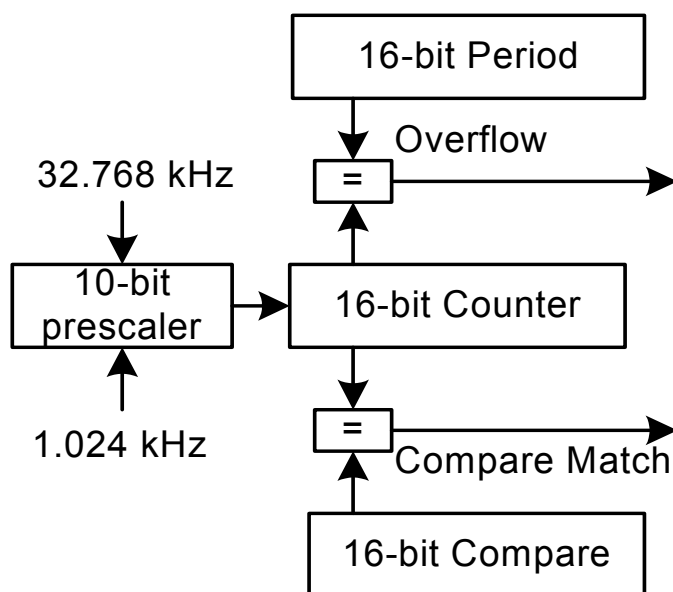 16-bit Period
Overflow
=
32.768 kHz
10-bit
prescaler
16-bit Counter
1.024 kHz
=
Compare Match
16-bit Compare